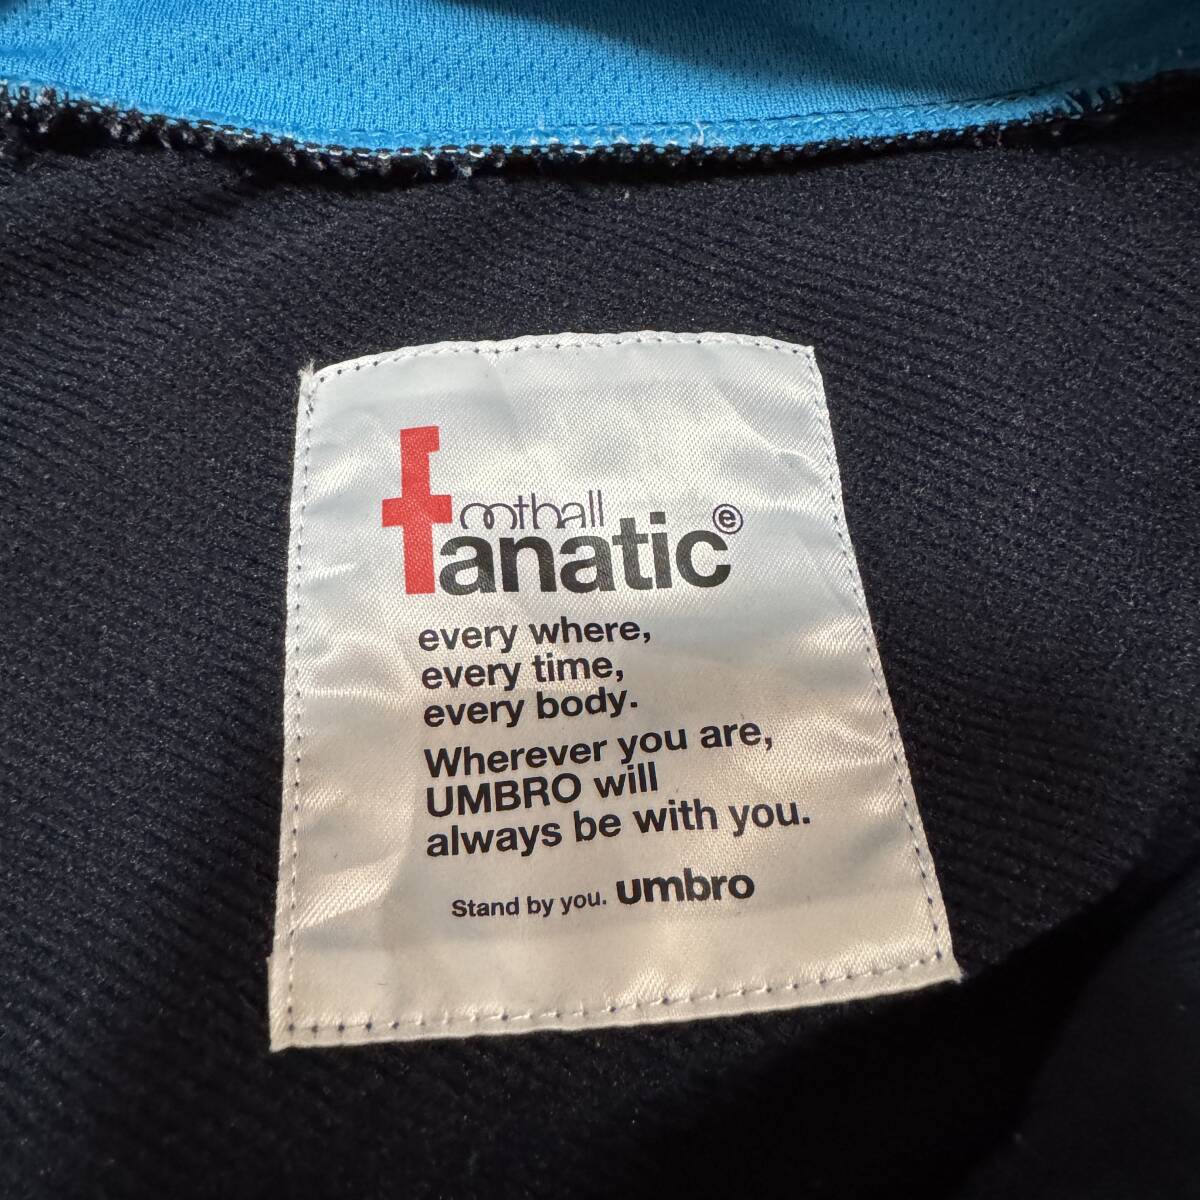 football
fanatic ⓔ
every where,
every time,
every body.
Wherever you are,
UMBRO will
always be with you.
Stand by you. umbro